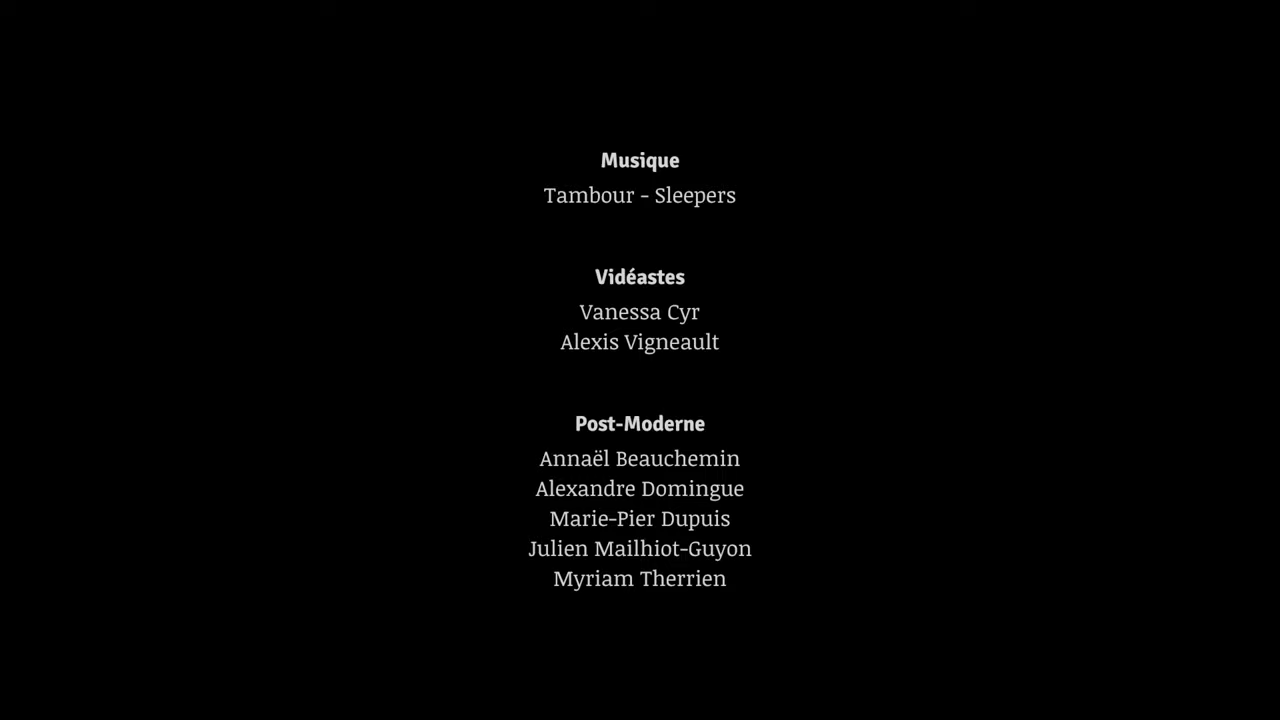 Musique
Tambour - Sleepers
Vidéastes
Vanessa Cyr
Alexis Vigneault
Post-Moderne
Annaël Beauchemin
Alexandre Domingue
Marie-Pier Dupuis
Julien Mailhiot-Guyon
Myriam Therrien